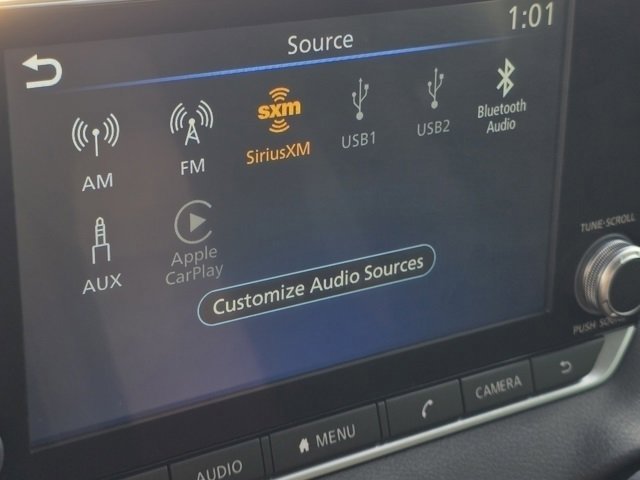 1:01
Source
AM
FM
sxm
SiriusXM
USB1
USB2
Bluetooth
Audio
AUX
Apple
CarPlay
Customize Audio Sources
TUNE·SCROLL
PUSH
AUDIO
MENU
CAMERA